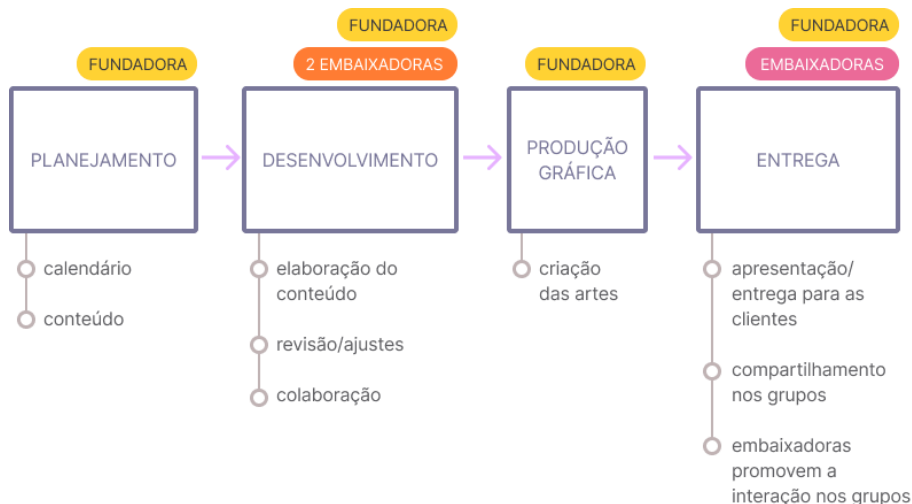 FUNDADORA
PLANEJAMENTO
calendário
conteúdo
FUNDADORA
2 EMBAIXADORAS
DESENVOLVIMENTO
elaboração do
conteúdo
revisão/ajustes
colaboração
FUNDADORA
PRODUÇÃO
GRÁFICA
criação
das artes
FUNDADORA
EMBAIXADORAS
ENTREGA
apresentação/
entrega para as
clientes
compartilhamento
nos grupos
embaixadoras
promovem a
interação nos grupos